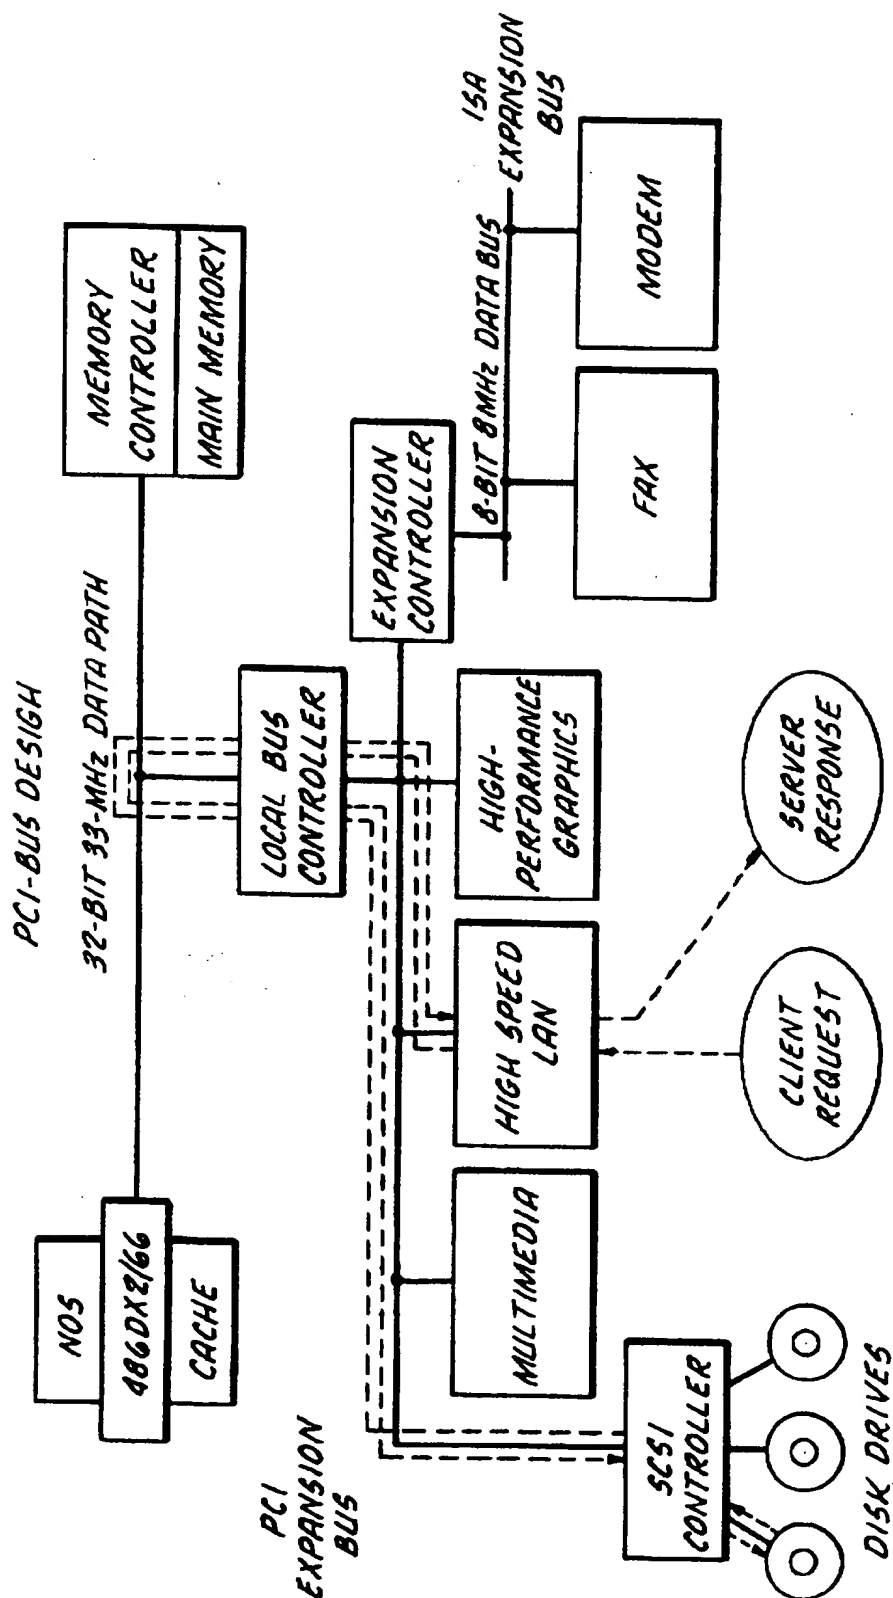 PCI-BUS DESIGH
32-BIT 33-MHz DATA PATH
NOS
486DX2/66
CACHE
MEMORY
CONTROLLER
MAIN MEMORY
LOCAL BUS
CONTROLLER
PCI
EXPANSION
BUS
EXPANSION
CONTROLLER
8-BIT 8MHz DATA BUS
ISA
EXPANSION
BUS
MULTIMEDIA
HIGH SPEED
LAN
HIGH-
PERFORMANCE
GRAPHICS
FAX
MODEM
SCSI
CONTROLLER
DISK DRIVES
CLIENT
REQUEST
SERVER
RESPONSE